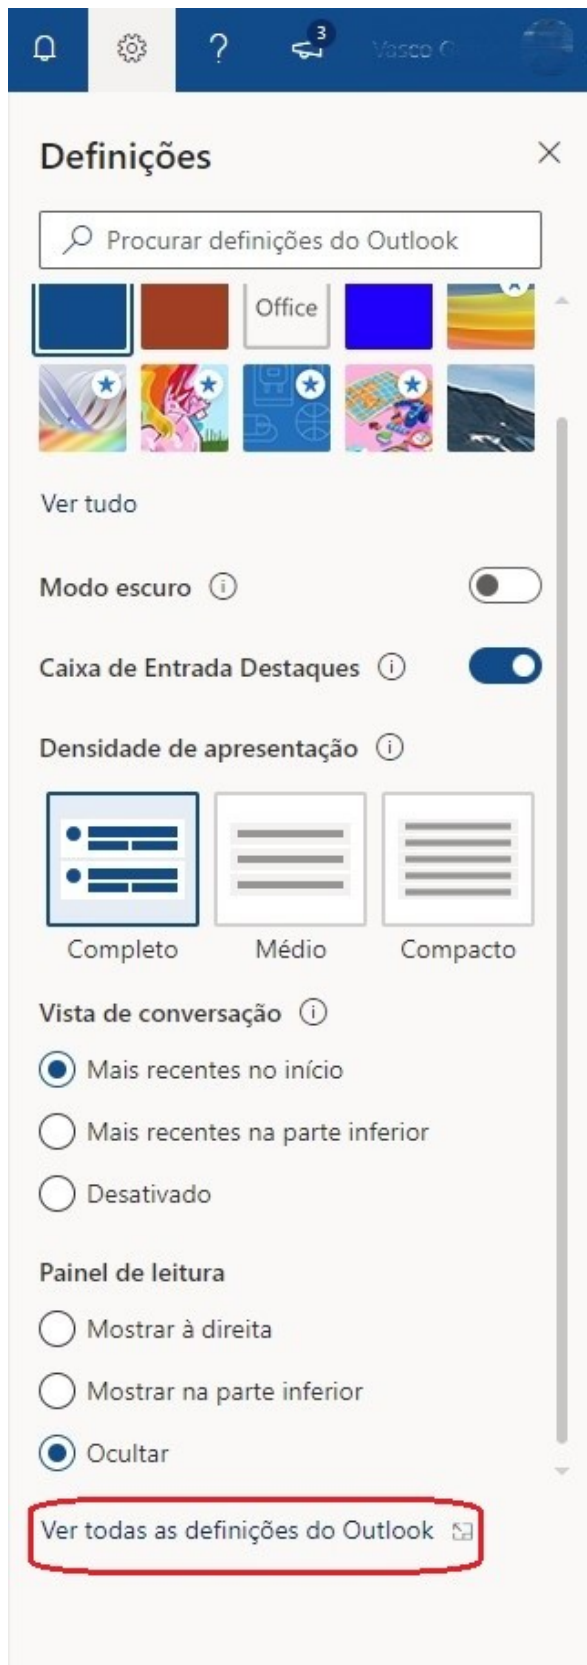 ? 3 Vasco
Definições
Procurar definições do Outlook
Office
Ver tudo
Modo escuro
Caixa de Entrada Destaques
Densidade de apresentação
Completo Médio Compacto
Vista de conversação
Mais recentes no início
Mais recentes na parte inferior
Desativado
Painel de leitura
Mostrar à direita
Mostrar na parte inferior
Ocultar
Ver todas as definições do Outlook